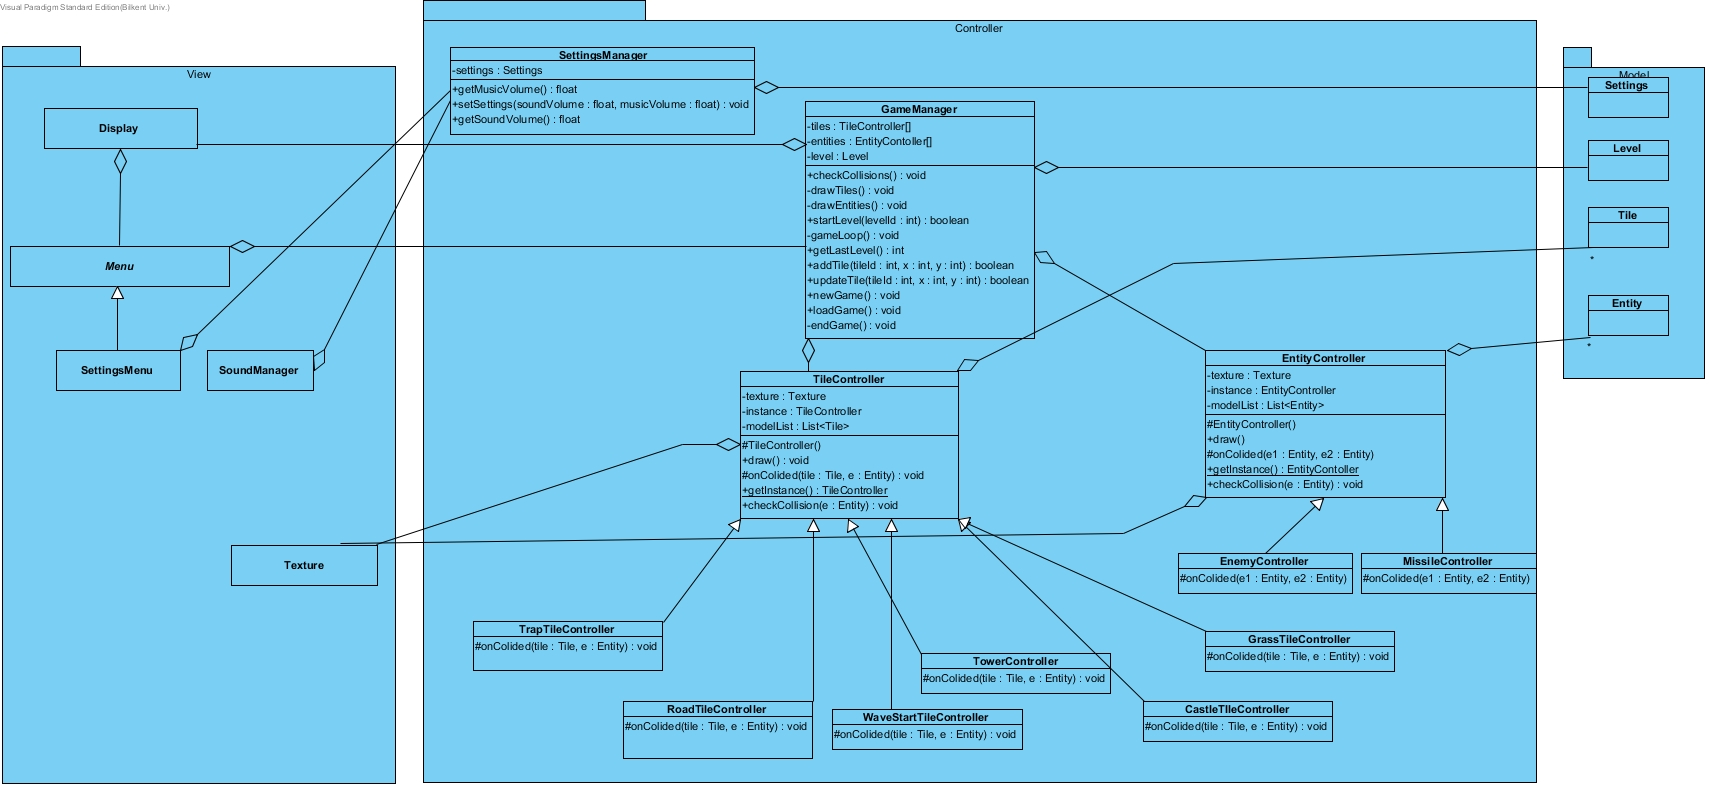 Visual Paradigm Standard Edition(Bilkent Univ.)
View
Display
Menu
SettingsMenu
SoundManager
Texture
Controller
SettingsManager
-settings : Settings
+getMusicVolume() : float
+setSettings(soundVolume : float, musicVolume : float) : void
+getSoundVolume() : float
GameManager
-tiles : TileController[]
-entities : EntityContoller[]
-level : Level
+checkCollisions() : void
-drawTiles() : void
-drawEntities() : void
+startLevel(levelId : int) : boolean
-gameLoop() : void
+getLastLevel() : int
+addTile(tileId : int, x : int, y : int) : boolean
+updateTile(tileId : int, x : int, y : int) : boolean
+newGame() : void
+loadGame() : void
-endGame() : void
TileController
-texture : Texture
-instance : TileController
-modelList : List<Tile>
#TileController()
+draw() : void
#onColided(tile : Tile, e : Entity) : void
+getInstance() : TileController
+checkCollision(e : Entity) : void
EntityController
-texture : Texture
-instance : EntityController
-modelList : List<Entity>
#EntityController()
+draw()
#onColided(e1 : Entity, e2 : Entity)
+getInstance() : EntityContoller
+checkCollision(e : Entity) : void
EnemyController
#onColided(e1 : Entity, e2 : Entity)
MissileController
#onColided(e1 : Entity, e2 : Entity)
TrapTileController
#onColided(tile : Tile, e : Entity) : void
RoadTileController
#onColided(tile : Tile, e : Entity) : void
WaveStartTileController
#onColided(tile : Tile, e : Entity) : void
TowerController
#onColided(tile : Tile, e : Entity) : void
CastleTIleController
#onColided(tile : Tile, e : Entity) : void
GrassTileController
#onColided(tile : Tile, e : Entity) : void
Model
Settings
Level
Tile
*
Entity
*